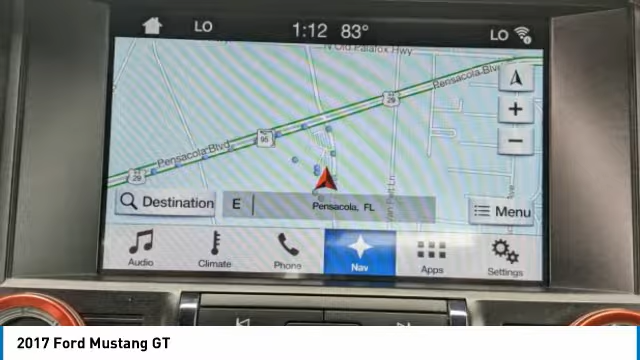 LO 1:12 83° LO
N Old Palafox Hwy
Pensacola Blvd
29
95
Pensacola Blvd
29
+
−
Destination E Pensacola, FL Menu
Audio Climate Phone Nav Apps Settings
2017 Ford Mustang GT